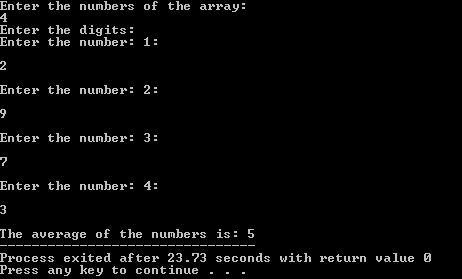 Enter the numbers of the array:
4
Enter the digits:
Enter the number: 1:
2
Enter the number: 2:
9
Enter the number: 3:
7
Enter the number: 4:
3
The average of the numbers is: 5
--------------------------------
Process exited after 23.73 seconds with return value 0
Press any key to continue . . .